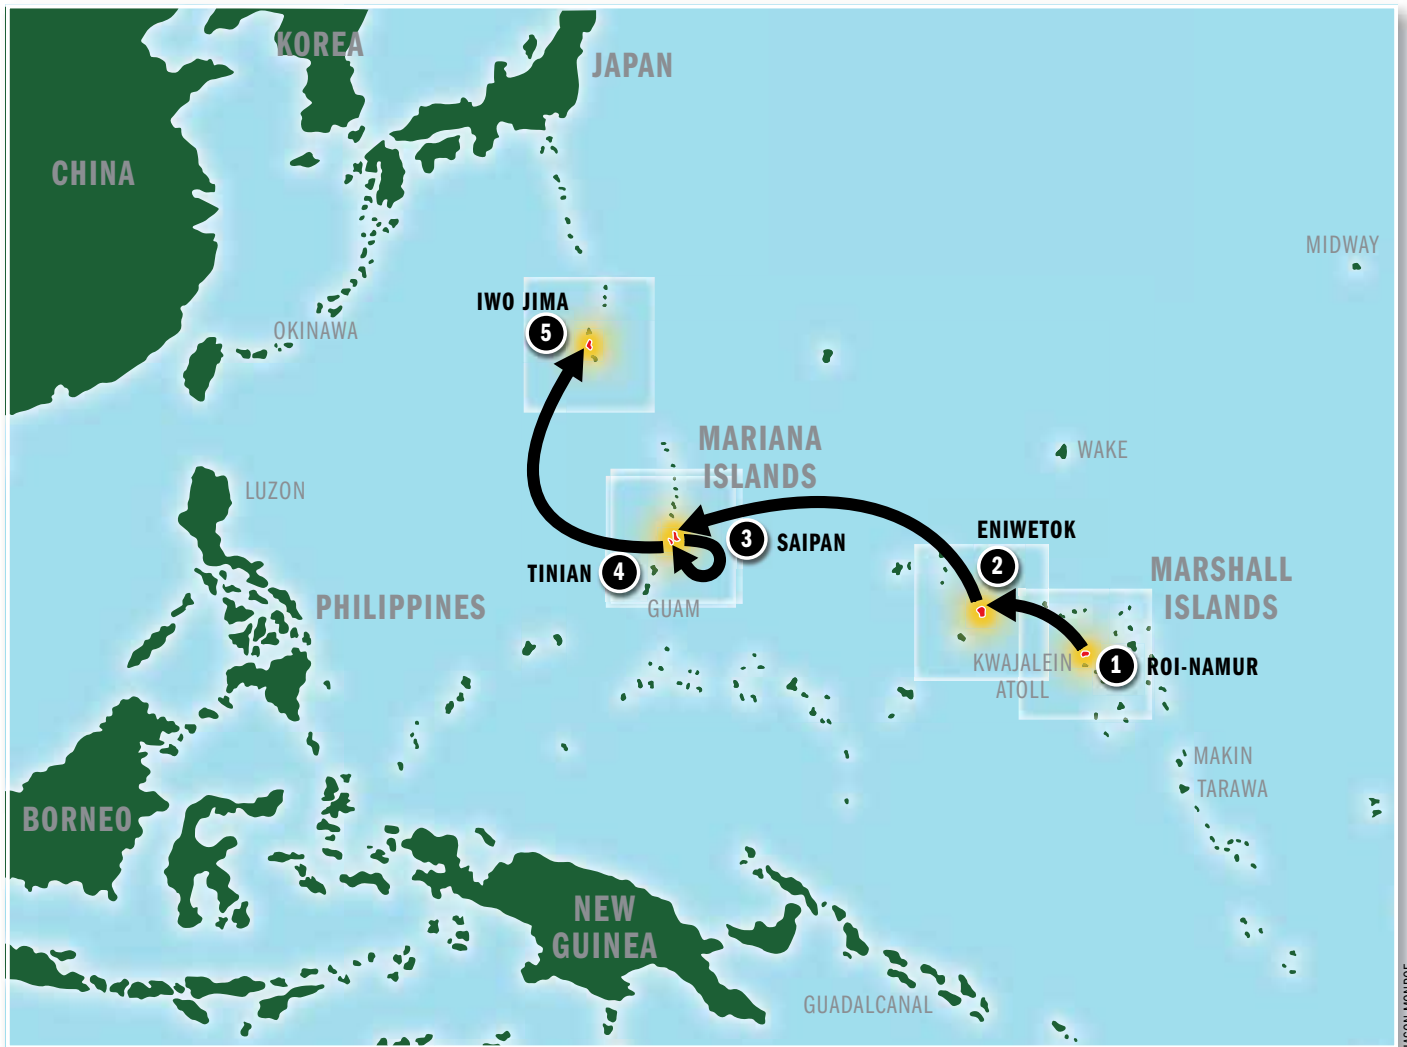 KOREA
JAPAN
CHINA
MIDWAY
IWO JIMA
5
OKINAWA
MARIANA
ISLANDS
WAKE
LUZON
ENIWETOK
3
SAIPAN
2
TINIAN
4
MARSHALL
ISLANDS
PHILIPPINES
GUAM
KWAJALEIN
ATOLL
1
ROI-NAMUR
MAKIN
TARAWA
BORNEO
NEW
GUINEA
GUADALCANAL